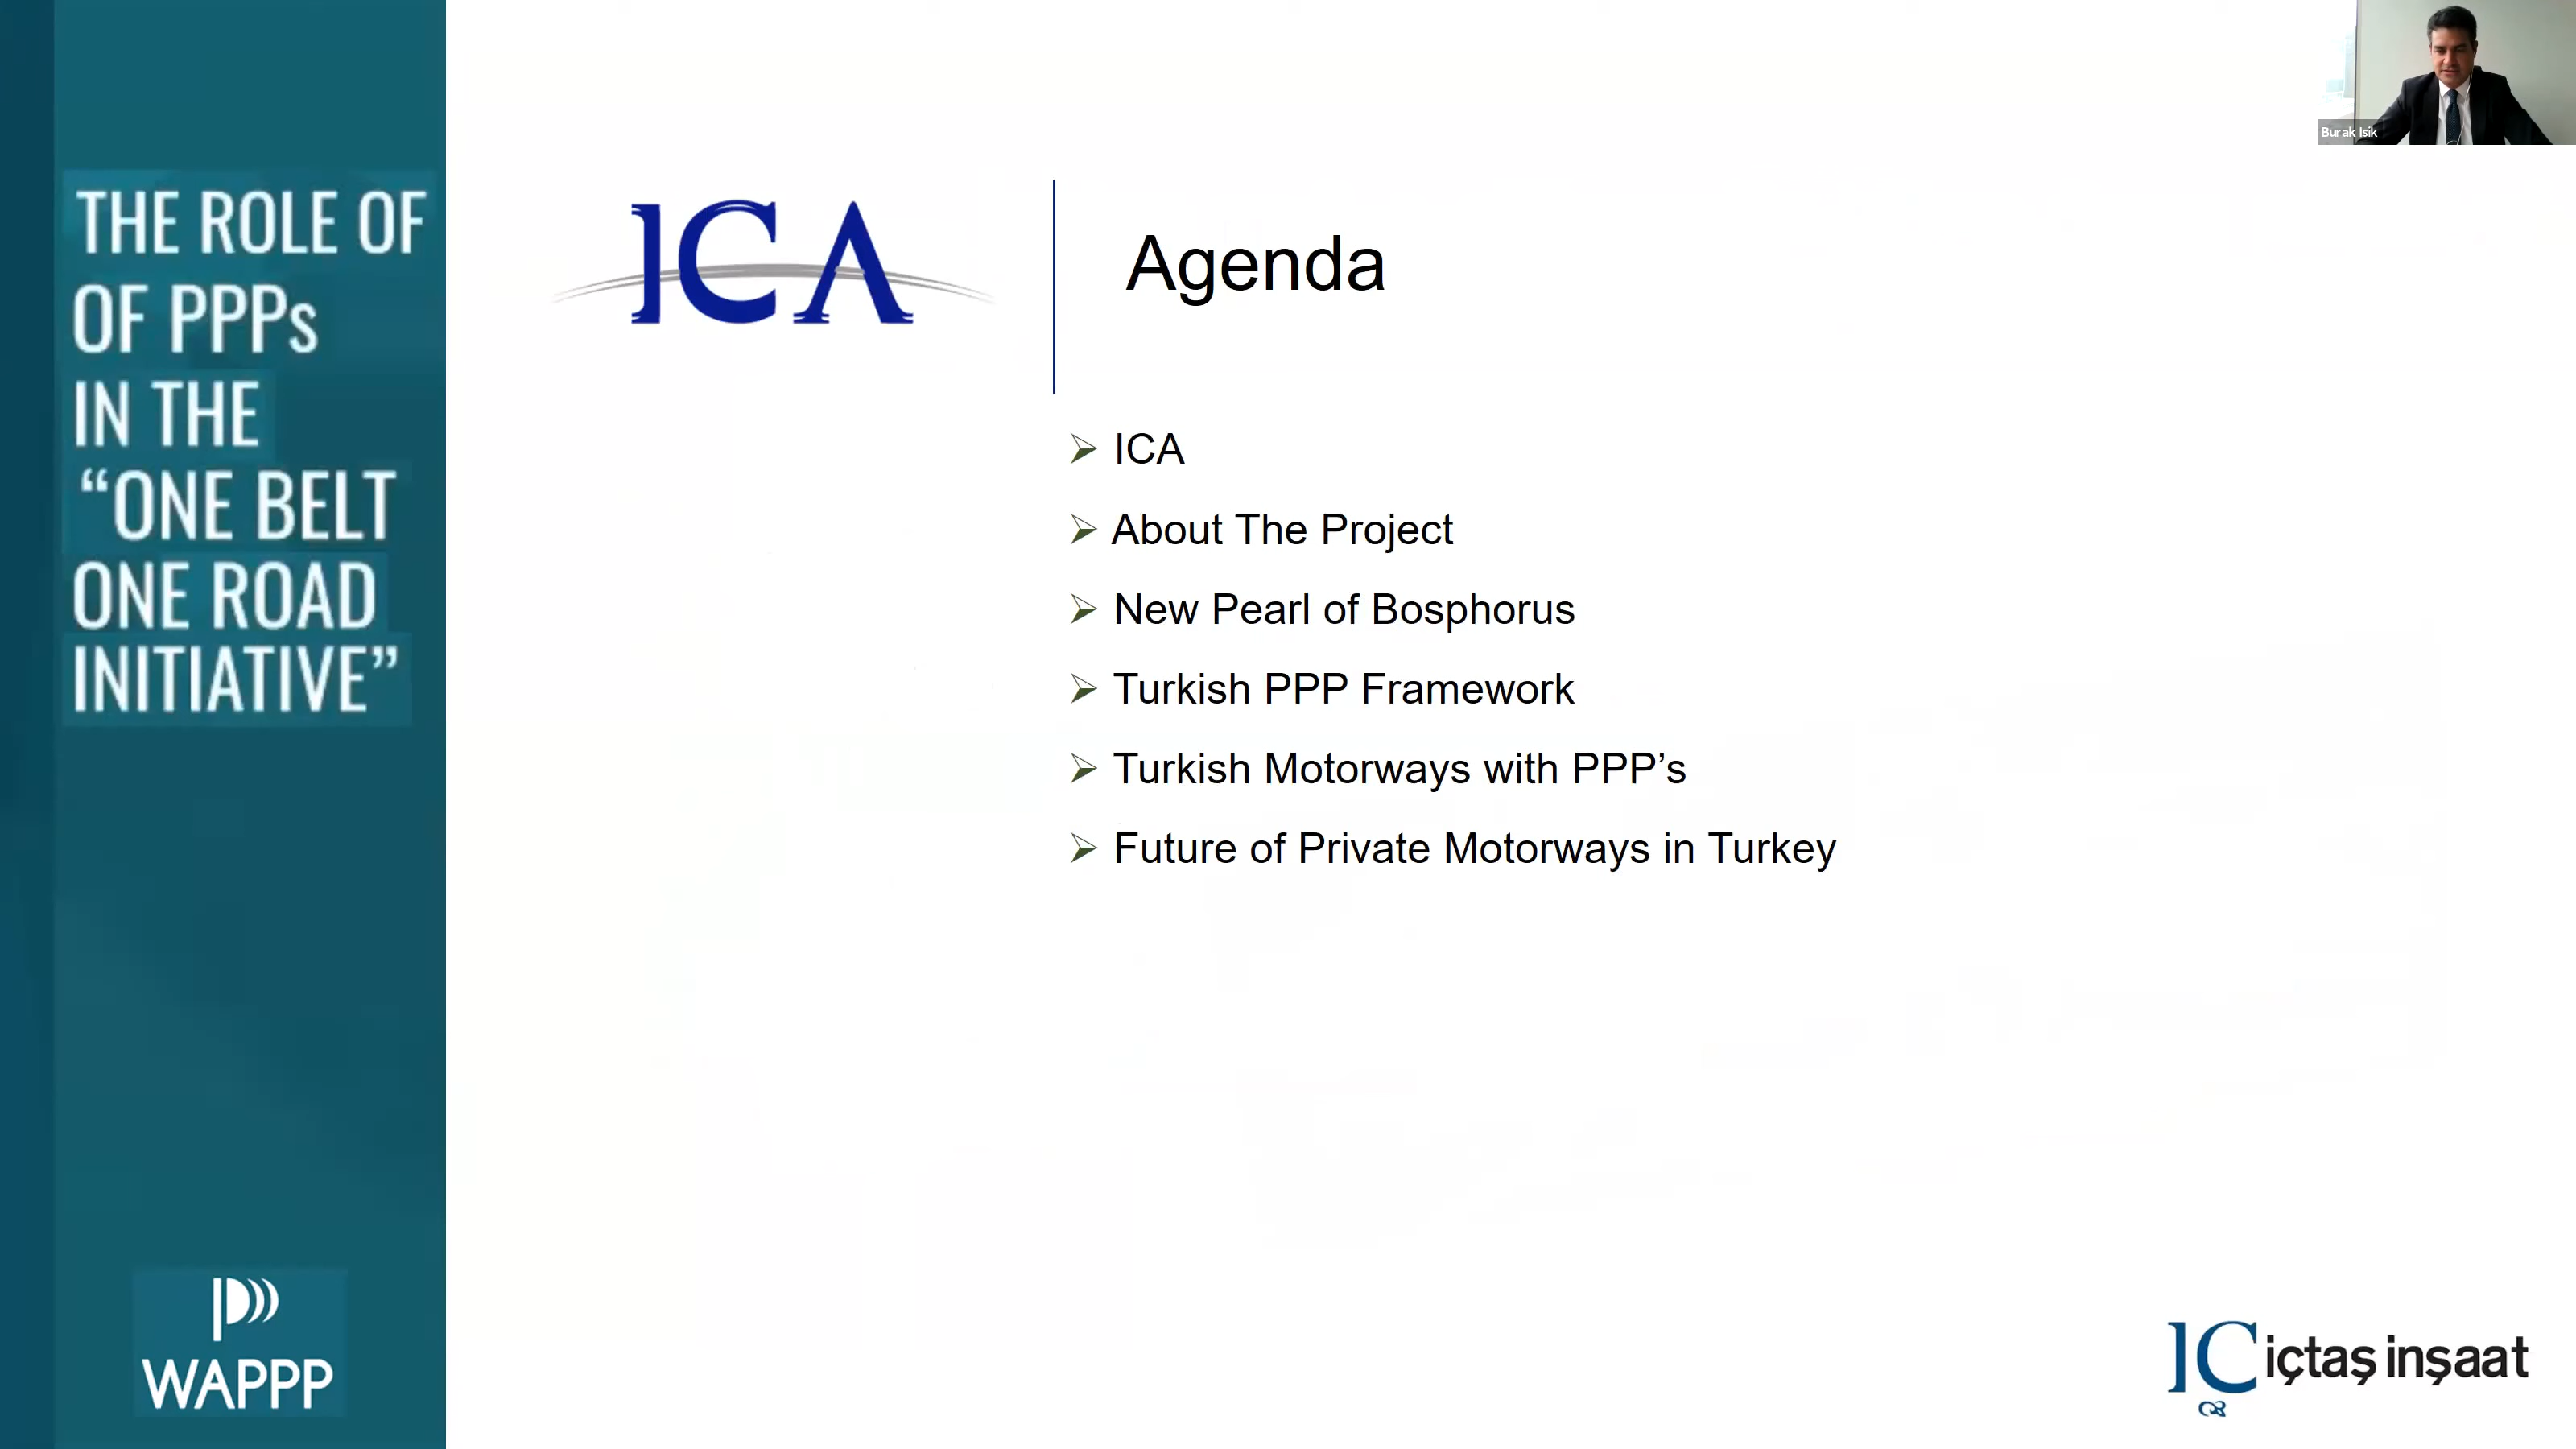 THE ROLE OF
OF PPPs
IN THE
“ONE BELT
ONE ROAD
INITIATIVE”
WAPPP
ICA
Agenda
ICA
About The Project
New Pearl of Bosphorus
Turkish PPP Framework
Turkish Motorways with PPP’s
Future of Private Motorways in Turkey
Burak Isik
IC içtaş inşaat